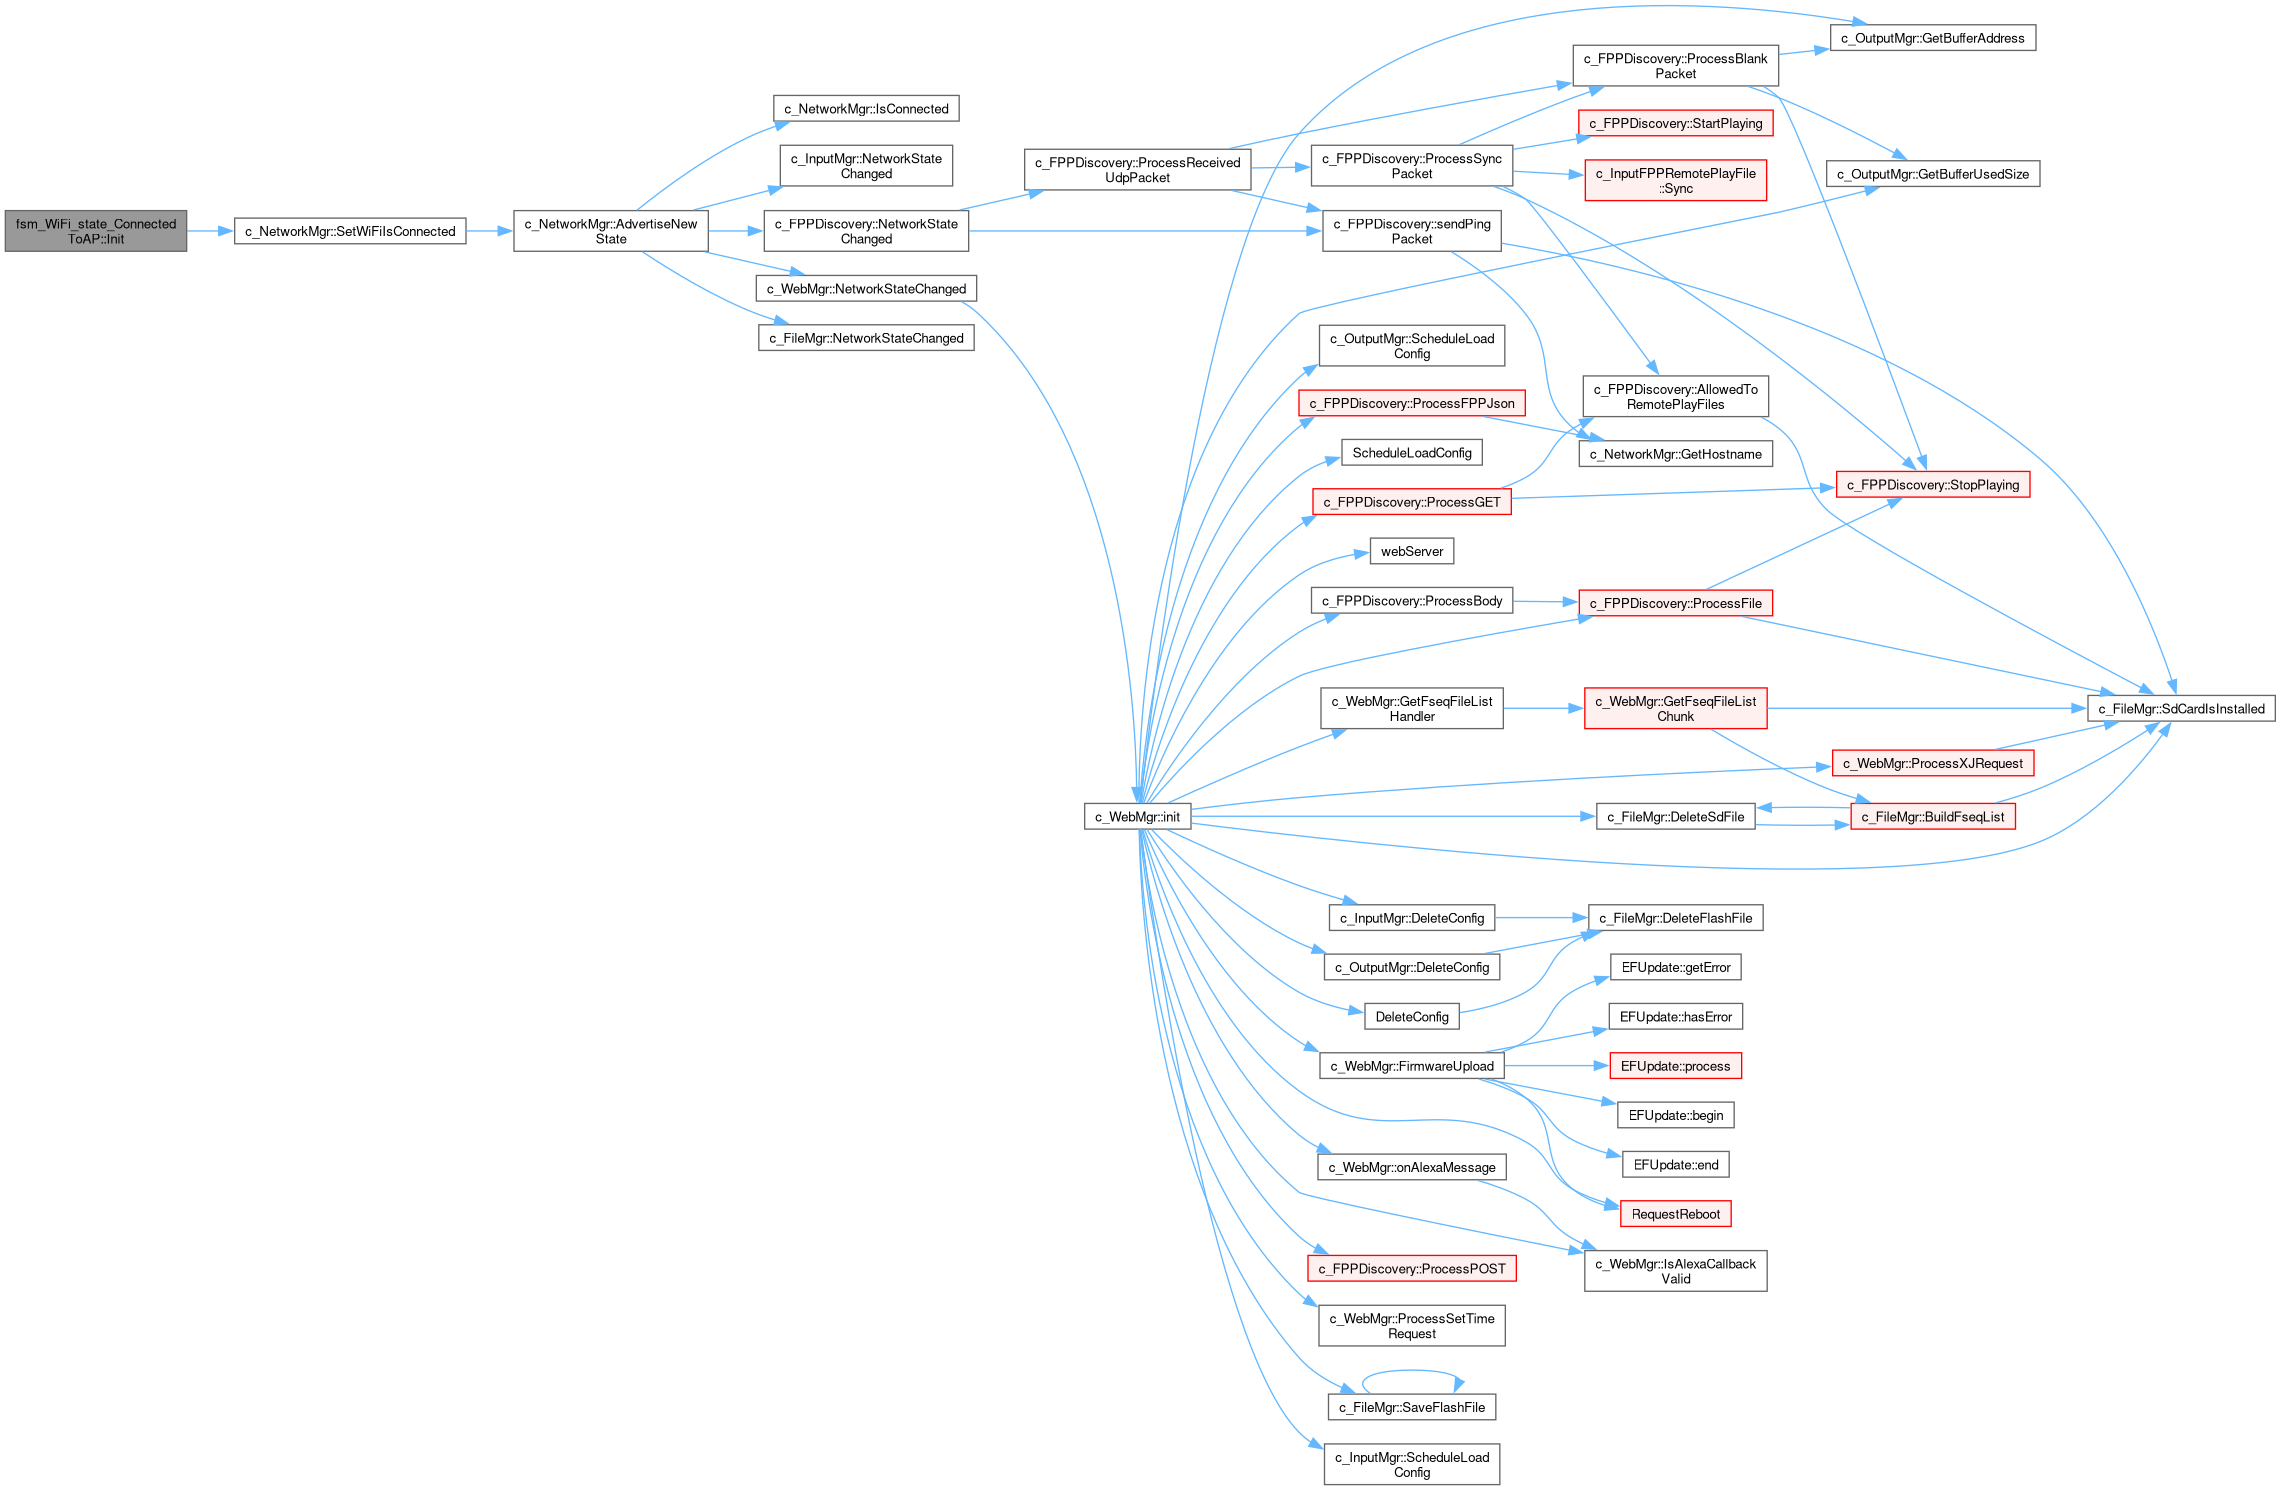 fsm_WiFi_state_Connected
ToAP::Init
c_NetworkMgr::SetWiFiIsConnected
c_NetworkMgr::AdvertiseNew
State
c_NetworkMgr::IsConnected
c_InputMgr::NetworkState
Changed
c_FPPDiscovery::NetworkState
Changed
c_WebMgr::NetworkStateChanged
c_FileMgr::NetworkStateChanged
c_FPPDiscovery::ProcessReceived
UdpPacket
c_WebMgr::init
c_FPPDiscovery::ProcessSync
Packet
c_FPPDiscovery::sendPing
Packet
c_OutputMgr::ScheduleLoad
Config
c_FPPDiscovery::ProcessFPPJson
ScheduleLoadConfig
c_FPPDiscovery::ProcessGET
webServer
c_FPPDiscovery::ProcessBody
c_WebMgr::GetFseqFileList
Handler
c_InputMgr::DeleteConfig
c_OutputMgr::DeleteConfig
DeleteConfig
c_WebMgr::FirmwareUpload
c_WebMgr::onAlexaMessage
c_FPPDiscovery::ProcessPOST
c_WebMgr::ProcessSetTime
Request
c_FileMgr::SaveFlashFile
c_InputMgr::ScheduleLoad
Config
c_FPPDiscovery::ProcessBlank
Packet
c_FPPDiscovery::StartPlaying
c_InputFPPRemotePlayFile
::Sync
c_FPPDiscovery::AllowedTo
RemotePlayFiles
c_NetworkMgr::GetHostname
c_FPPDiscovery::ProcessFile
c_WebMgr::GetFseqFileList
Chunk
c_FileMgr::DeleteSdFile
c_FileMgr::DeleteFlashFile
EFUpdate::getError
EFUpdate::hasError
EFUpdate::process
EFUpdate::begin
EFUpdate::end
RequestReboot
c_WebMgr::IsAlexaCallback
Valid
c_OutputMgr::GetBufferAddress
c_OutputMgr::GetBufferUsedSize
c_FPPDiscovery::StopPlaying
c_WebMgr::ProcessXJRequest
c_FileMgr::BuildFseqList
c_FileMgr::SdCardIsInstalled